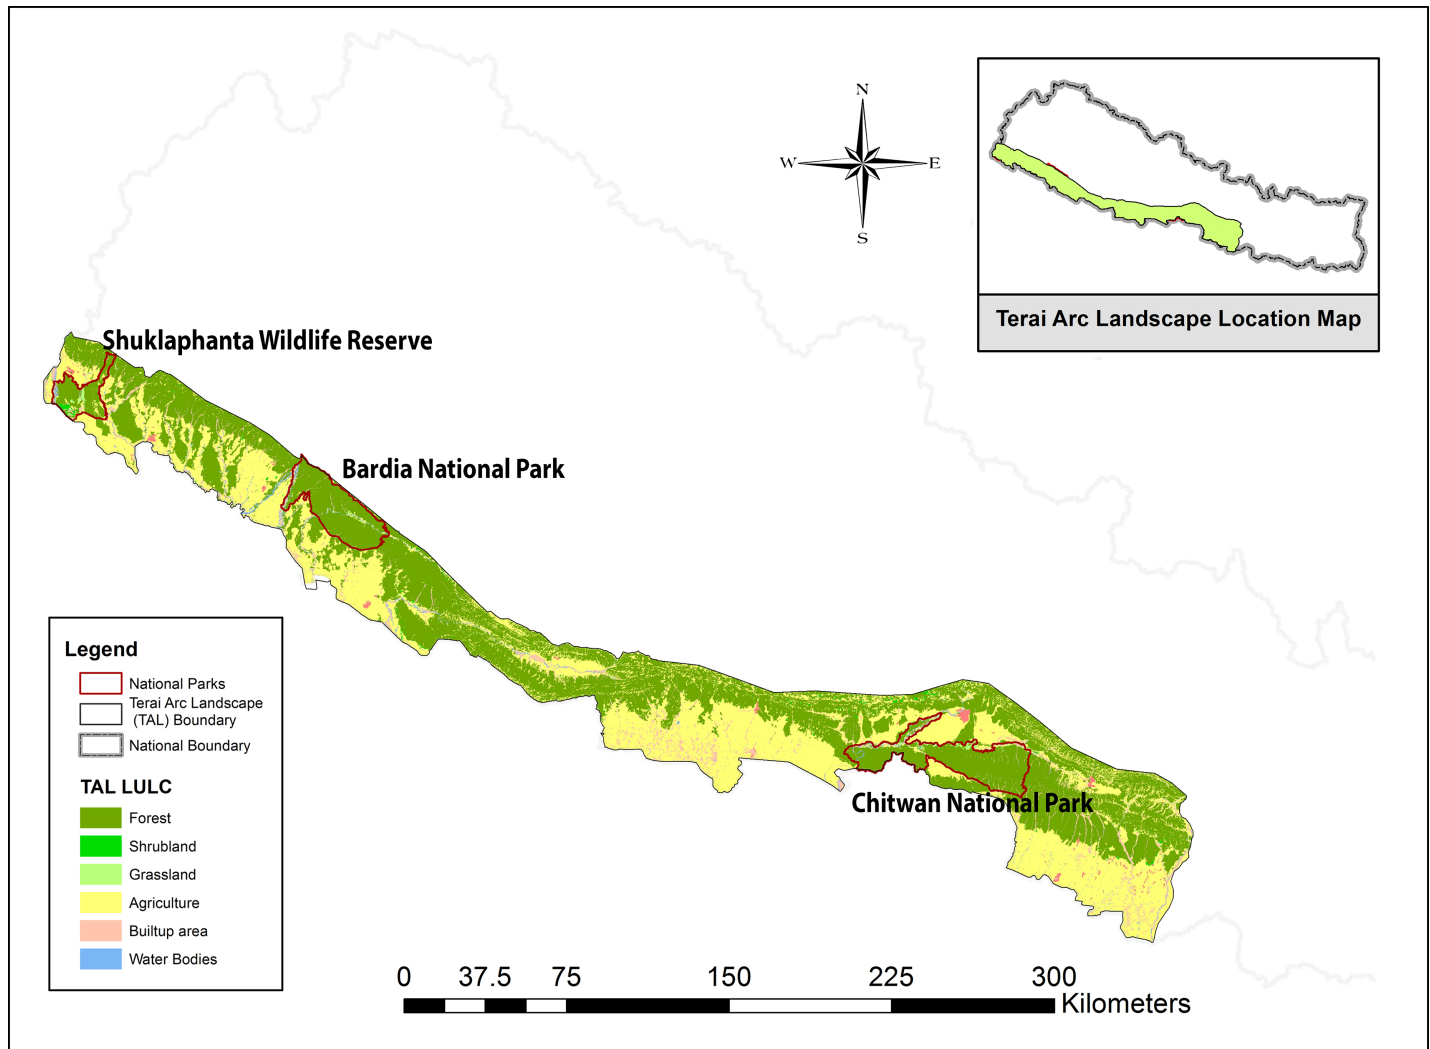 N
W
E
S
Terai Arc Landscape Location Map
Shuklaphanta Wildlife Reserve
Bardia National Park
Chitwan National Park
Legend
National Parks
Terai Arc Landscape
(TAL) Boundary
National Boundary
TAL LULC
Forest
Shrubland
Grassland
Agriculture
Builtup area
Water Bodies
0 37.5 75 150 225 300
Kilometers